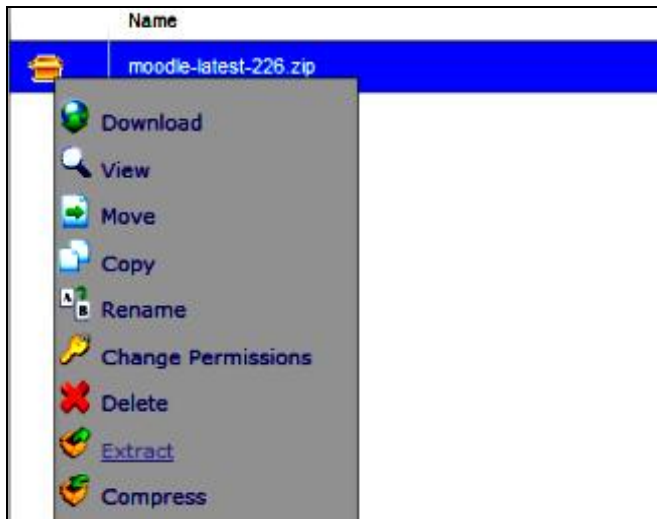 Name
moodle-latest-226.zip
Download
View
Move
Copy
A B Rename
Change Permissions
Delete
Extract
Compress